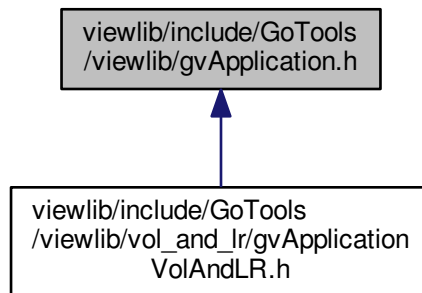 viewlib/include/GoTools
/viewlib/gvApplication.h
viewlib/include/GoTools
/viewlib/vol_and_lr/gvApplication
VolAndLR.h